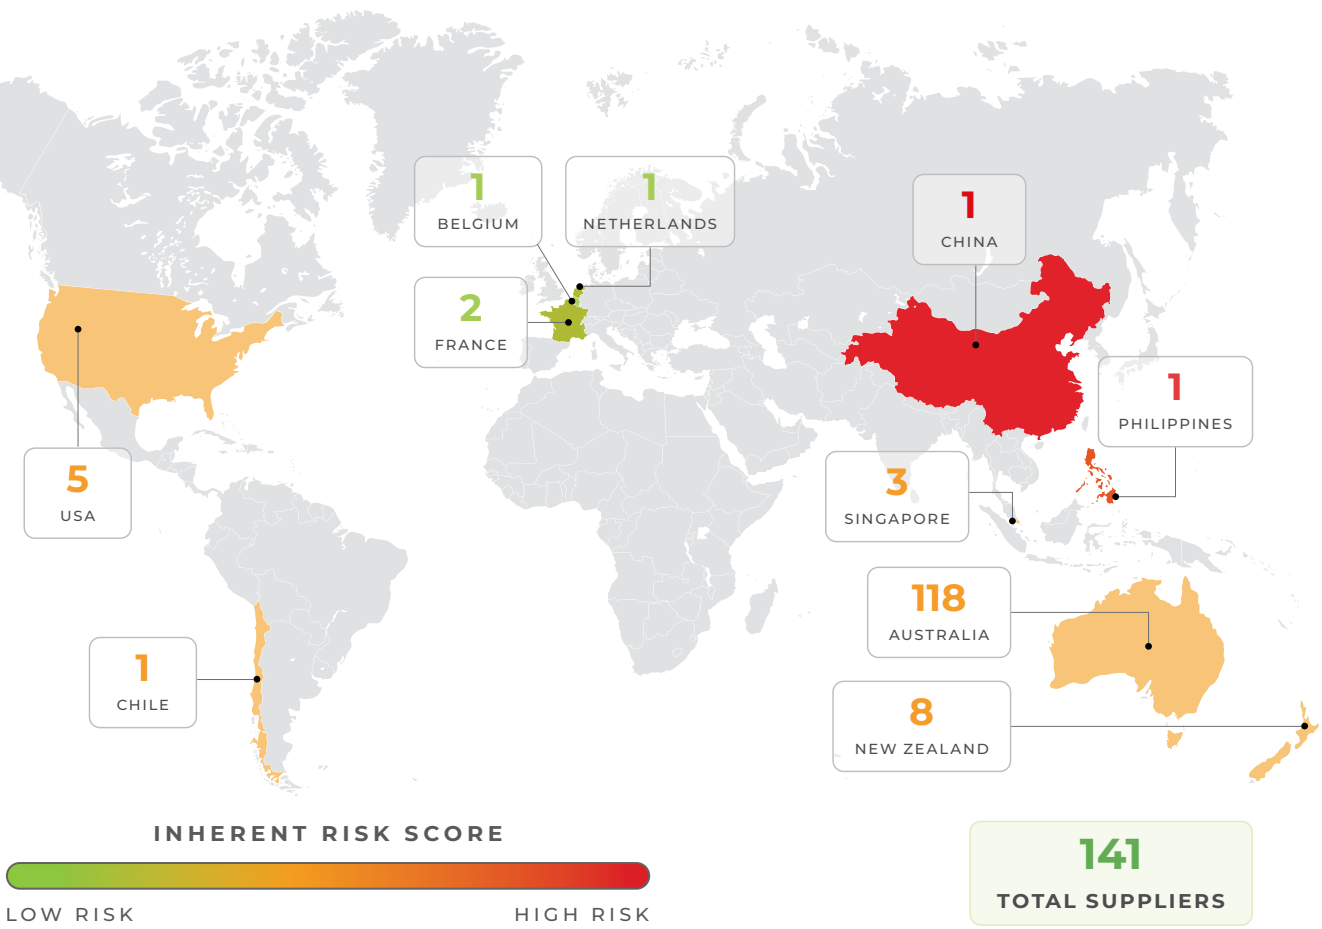 1
BELGIUM
1
NETHERLANDS
1
CHINA
2
FRANCE
1
PHILIPPINES
5
USA
3
SINGAPORE
118
AUSTRALIA
1
CHILE
8
NEW ZEALAND
INHERENT RISK SCORE
LOW RISK
HIGH RISK
141
TOTAL SUPPLIERS